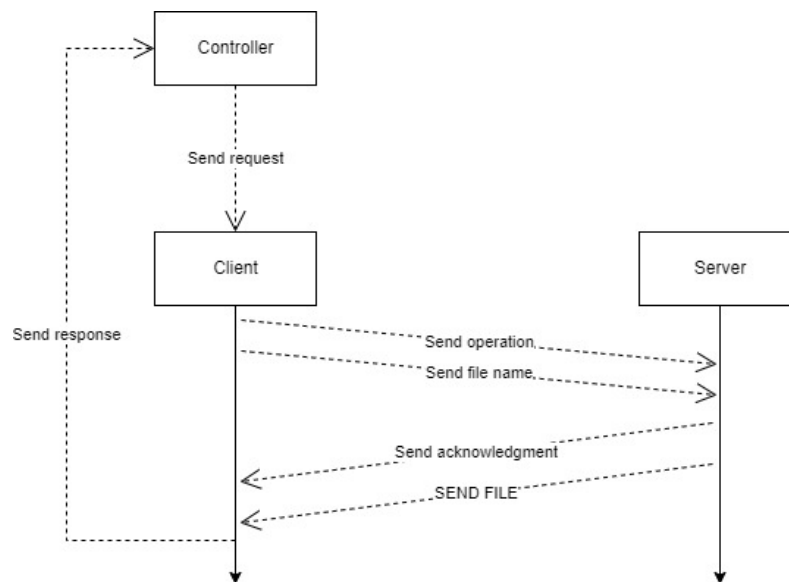 Controller
Send request
Client
Server
Send response
Send operation
Send file name
Send acknowledgment
SEND FILE